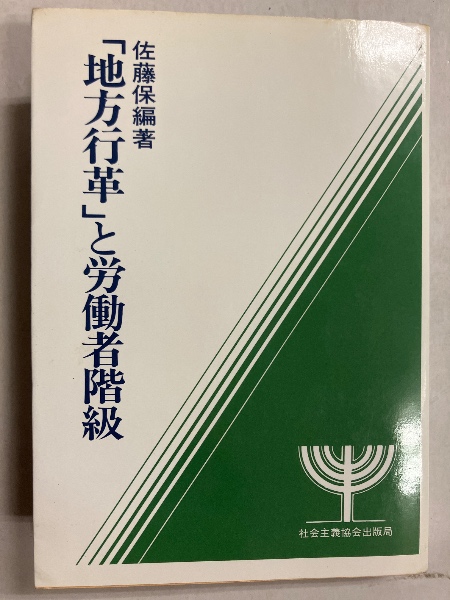 佐藤保編著
「地方行革」と労働者階級
社会主義協会出版局